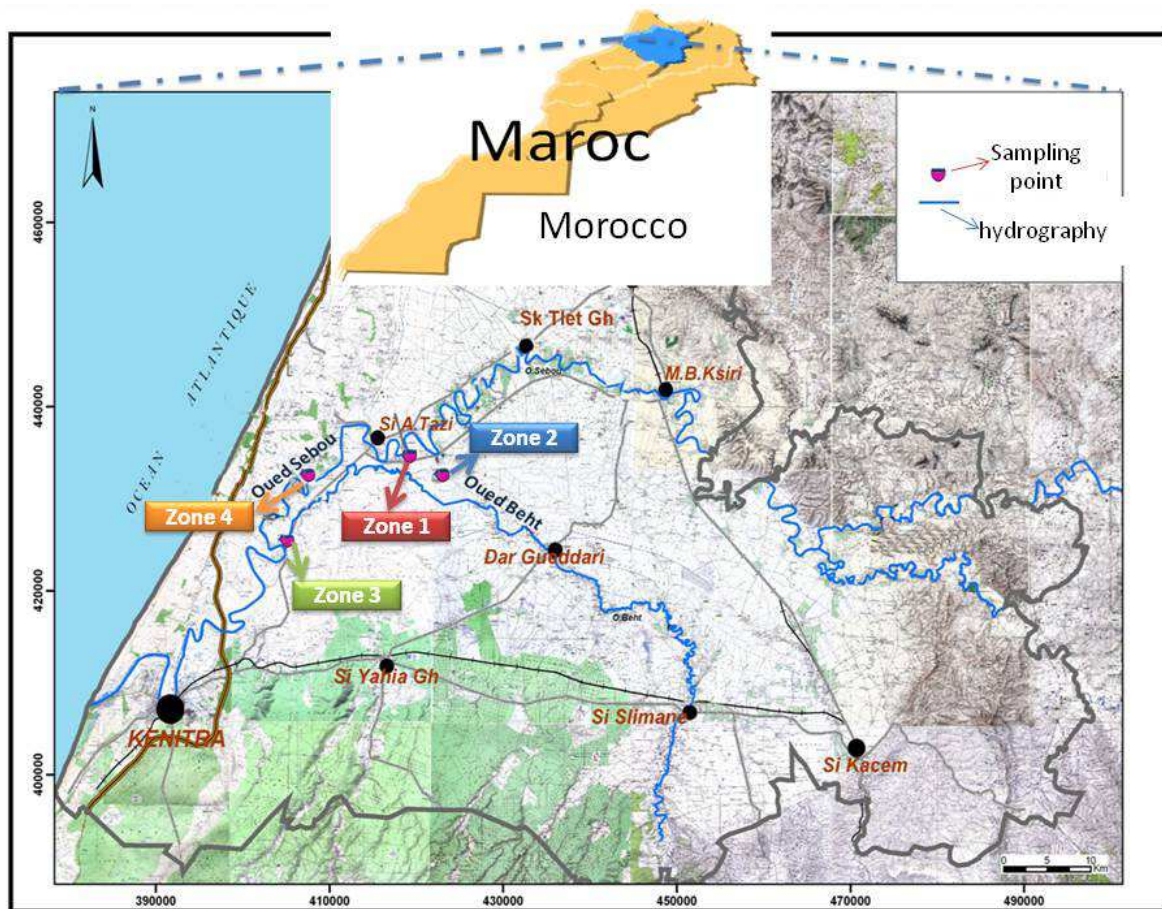 Maroc
Morocco
N
Sampling
point
hydrography
460000
440000
420000
400000
OCEAN
ATLANTIQUE
Sk Tlet Gh
O.Sebou
M.B.Ksiri
Si A.Tazi
Zone 2
Oued Sebou
Oued Beht
Zone 4
Zone 1
Dar Gueddari
Zone 3
O.Beht
Si Yahia Gh
Si Slimane
KENITRA
Si Kacem
0 5 10
Km
390000
410000
430000
450000
470000
490000